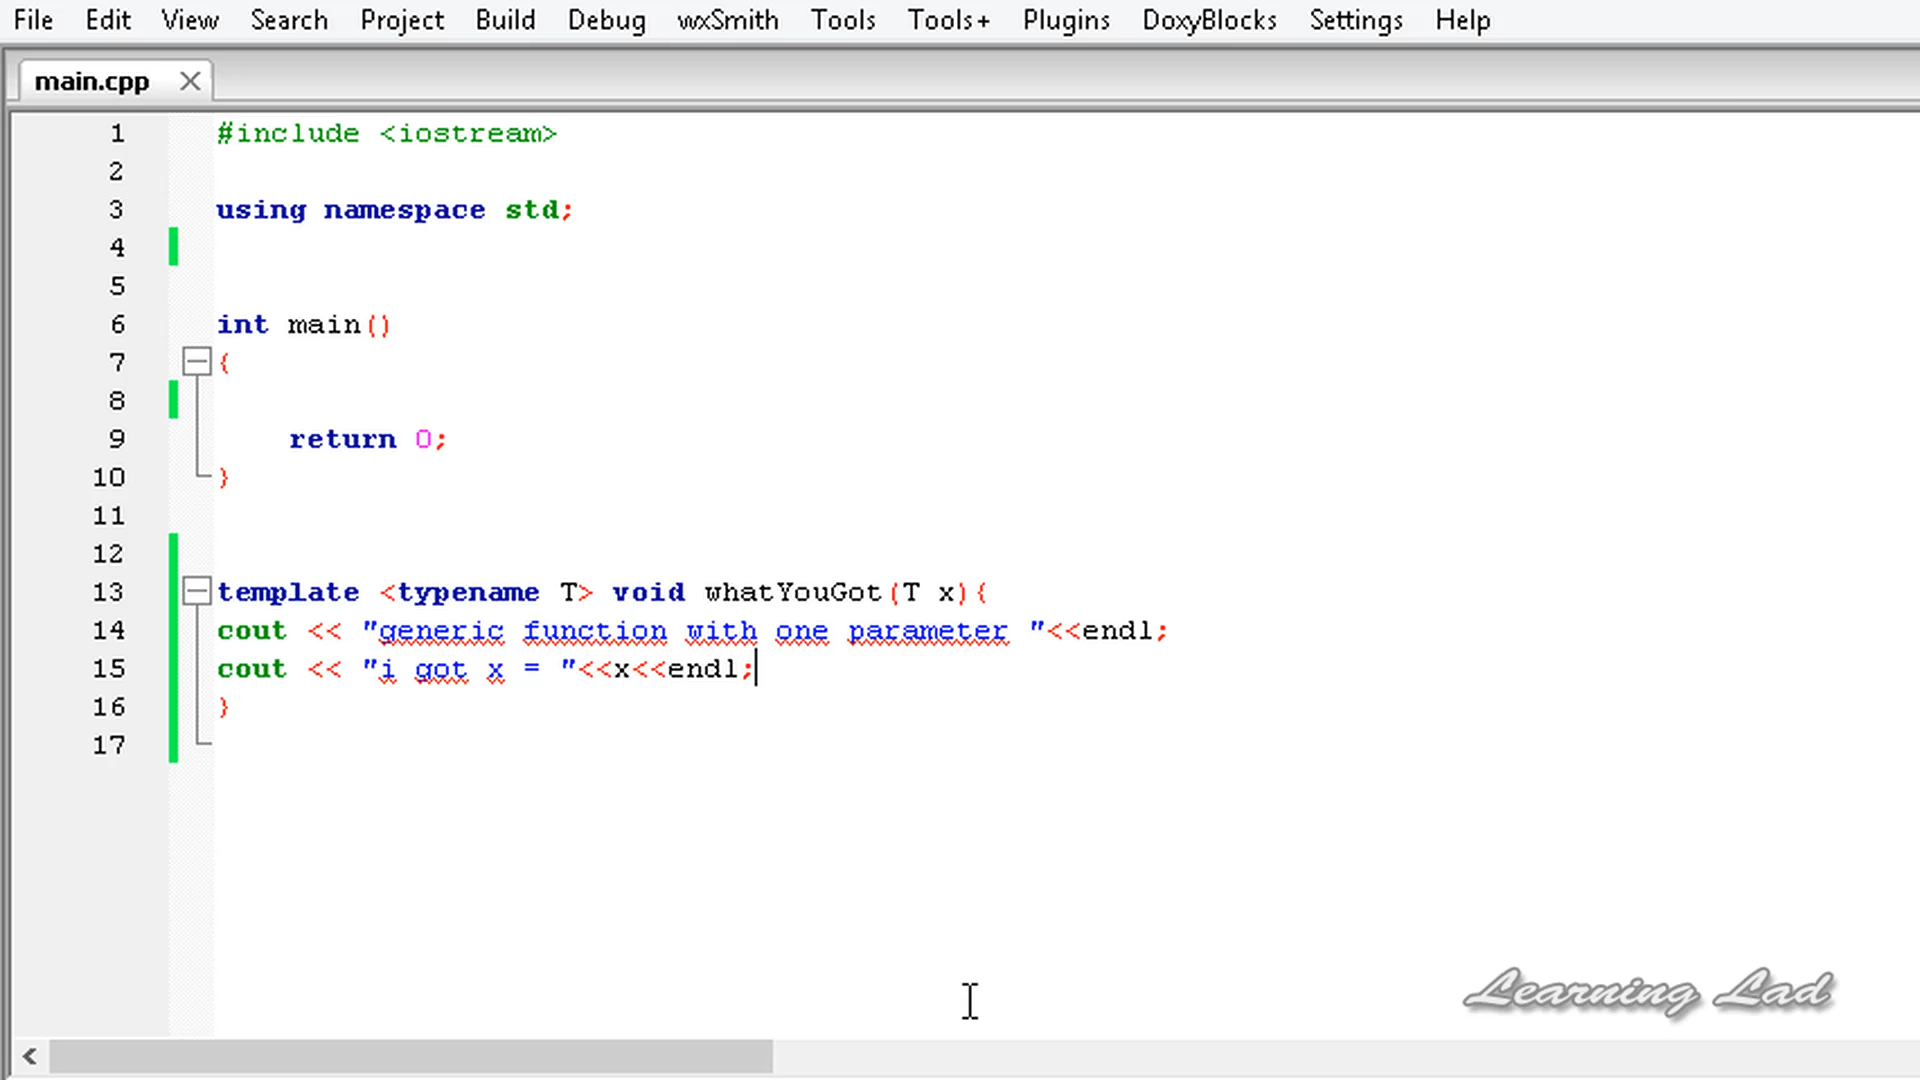 File Edit View Search Project Build Debug wxSmith Tools Tools+ Plugins DoxyBlocks Settings Help
main.cpp
1 #include <iostream>
2
3 using namespace std;
4
5
6 int main()
7 {
8
9 return 0;
10 }
11
12
13 template <typename T> void whatYouGot(T x){
14 cout << "generic function with one parameter "<<endl;
15 cout << "i got x = "<<x<<endl;
16 }
17
Learning Lad